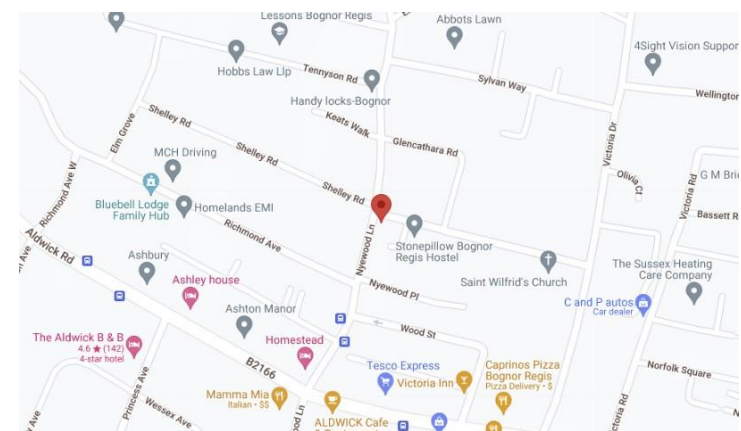 Lessons Bognor Regis
Abbots Lawn
4Sight Vision Suppor
Hobbs Law Llp
Tennyson Rd
Sylvan Way
Wellington
Handy locks-Bognor
Keats Walk
Glencathara Rd
Shelley Rd
Elm Grove
Shelley Rd
Victoria Dr
MCH Driving
Shelley Rd
Olivia Ct
G M Bri
Victoria Rd
Richmond Ave W
Bluebell Lodge
Family Hub
Homelands EMI
Bassett R
Aldwick Rd
Richmond Ave
Nyewood Ln
Stonepillow Bognor
Regis Hostel
Saint Wilfrid's Church
The Sussex Heating
Care Company
Ashbury
Ashley house
Nyewood Pl
C and P autos
Car dealer
Ashton Manor
Wood St
The Aldwick B & B
4.6 ★ (142)
4-star hotel
Homestead
B2166
Tesco Express
Victoria Inn
Caprinos Pizza
Bognor Regis
Pizza Delivery • $
Norfolk Square
Princess Ave
Mamma Mia
Italian • $$
Wessex Ave
ALDWICK Cafe